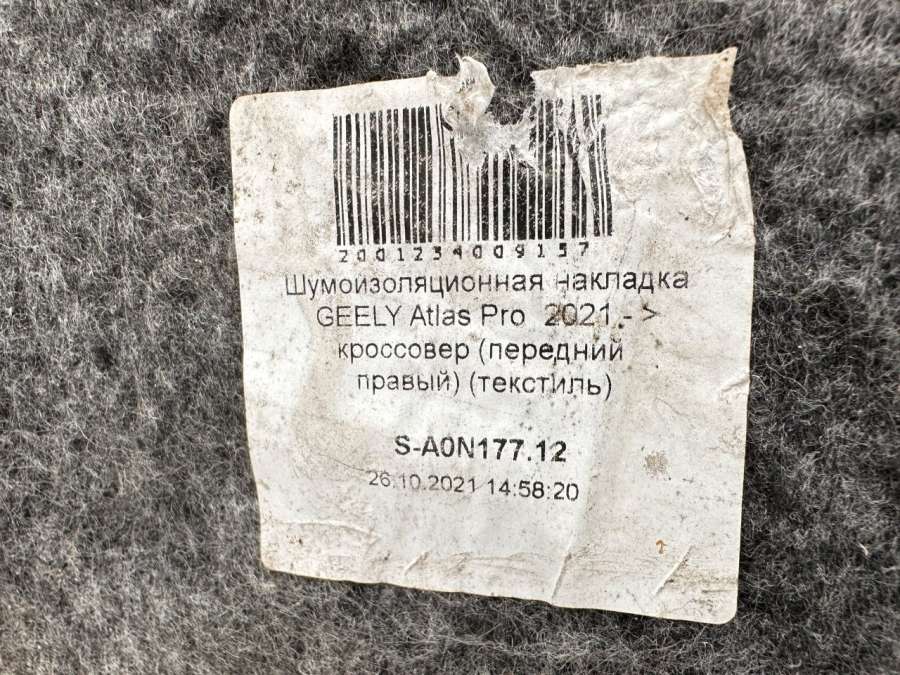 2001234009157
Шумоизоляционная накладка
GEELY Atlas Pro 2021.- >
кроссовер (передний
правый) (текстиль)
S-A0N177.12
26.10.2021 14:58:20